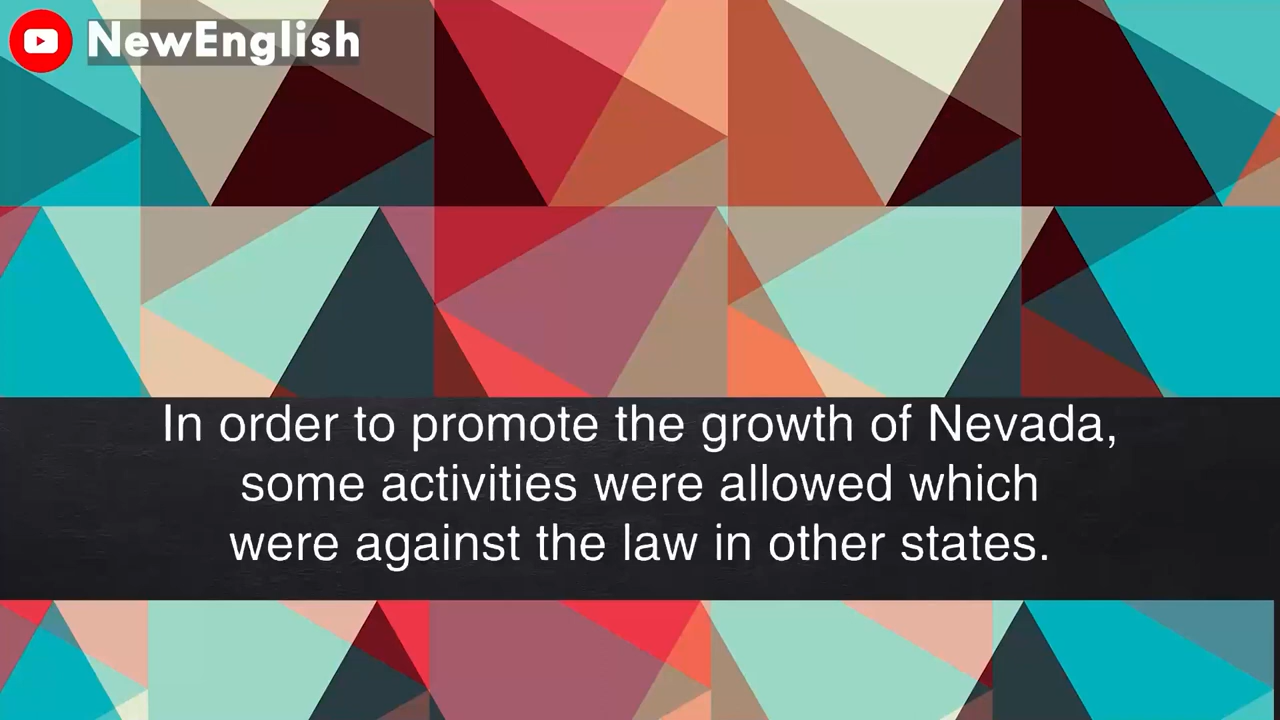 NewEnglish
In order to promote the growth of Nevada,
some activities were allowed which
were against the law in other states.